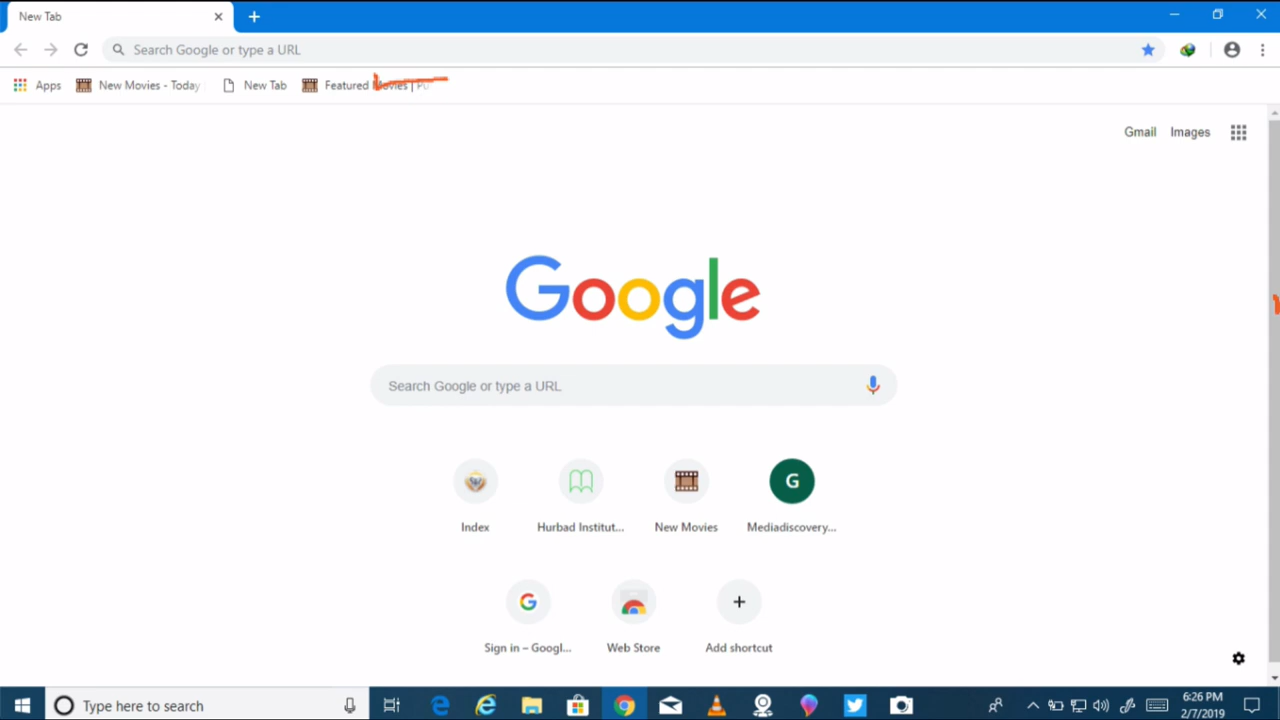 New Tab
Search Google or type a URL
Apps New Movies - Today New Tab Featured Movies |
Gmail Images
Google
Search Google or type a URL
Index Hurbad Institut... New Movies Mediadiscovery...
G
Sign in – Googl... Web Store Add shortcut
Type here to search
6:26 PM
2/7/2019